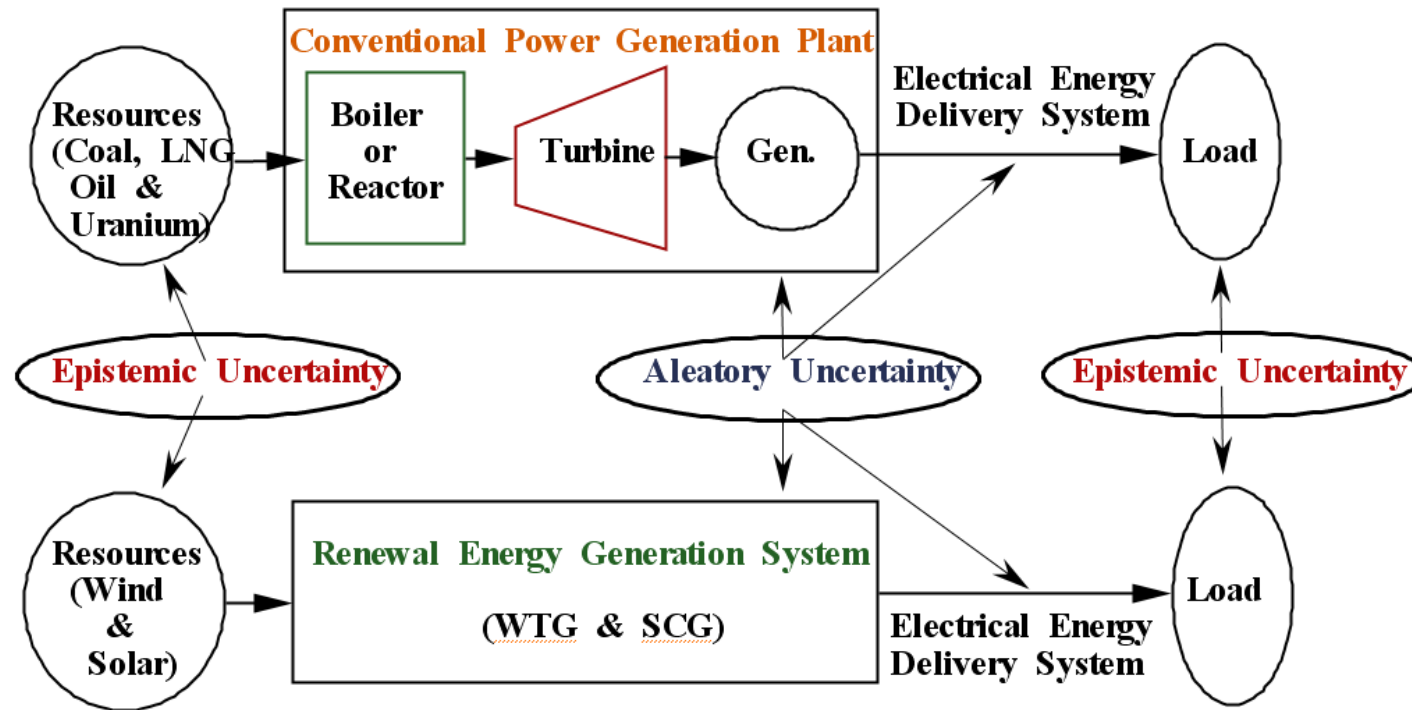 Conventional Power Generation Plant
Resources
(Coal, LNG
Oil &
Uranium)
Boiler
or
Reactor
Turbine
Gen.
Electrical Energy
Delivery System
Load
Epistemic Uncertainty
Aleatory Uncertainty
Epistemic Uncertainty
Resources
(Wind
&
Solar)
Renewal Energy Generation System
(WTG & SCG)
Electrical Energy
Delivery System
Load